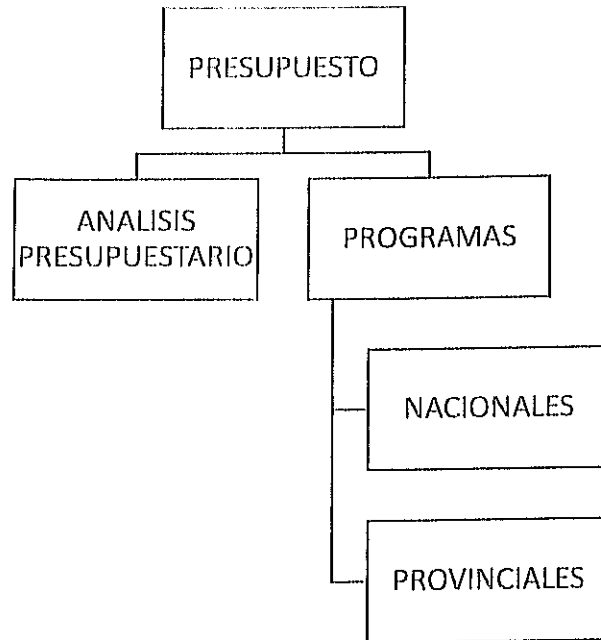 PRESUPUESTO
ANALISIS
PRESUPUESTARIO
PROGRAMAS
NACIONALES
PROVINCIALES